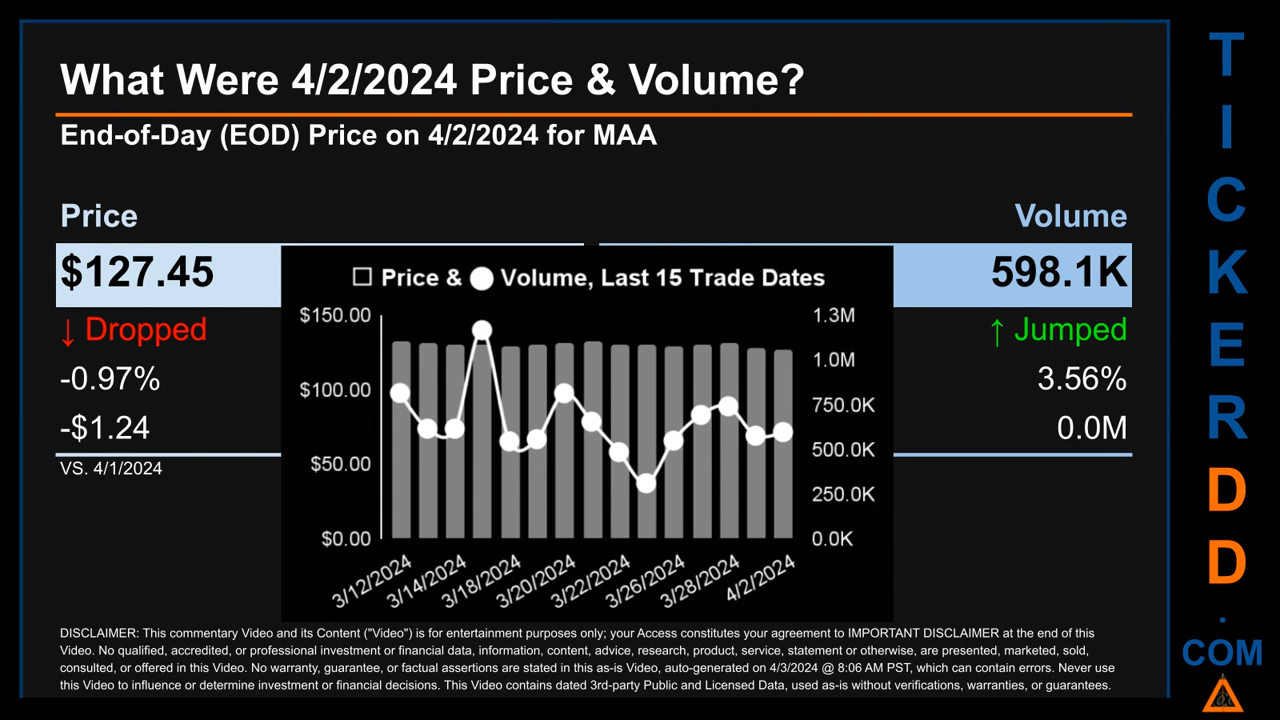 What Were 4/2/2024 Price & Volume?
End-of-Day (EOD) Price on 4/2/2024 for MAA
Price
Volume
$127.45
598.1K
↓ Dropped
↑ Jumped
-0.97%
3.56%
-$1.24
0.0M
VS. 4/1/2024
Price & Volume, Last 15 Trade Dates
$150.00
$100.00
$50.00
$0.00
1.3M
1.0M
750.0K
500.0K
250.0K
0.0K
3/12/2024
3/14/2024
3/18/2024
3/20/2024
3/22/2024
3/26/2024
3/28/2024
4/2/2024
DISCLAIMER: This commentary Video and its Content ("Video") is for entertainment purposes only; your Access constitutes your agreement to IMPORTANT DISCLAIMER at the end of this
Video. No qualified, accredited, or professional investment or financial data, information, content, advice, research, product, service, statement or otherwise, are presented, marketed, sold,
consulted, or offered in this Video. No warranty, guarantee, or factual assertions are stated in this as-is Video, auto-generated on 4/3/2024 @ 8:06 AM PST, which can contain errors. Never use
this Video to influence or determine investment or financial decisions. This Video contains dated 3rd-party Public and Licensed Data, used as-is without verifications, warranties, or guarantees.
T
I
C
K
E
R
D
D
.
COM